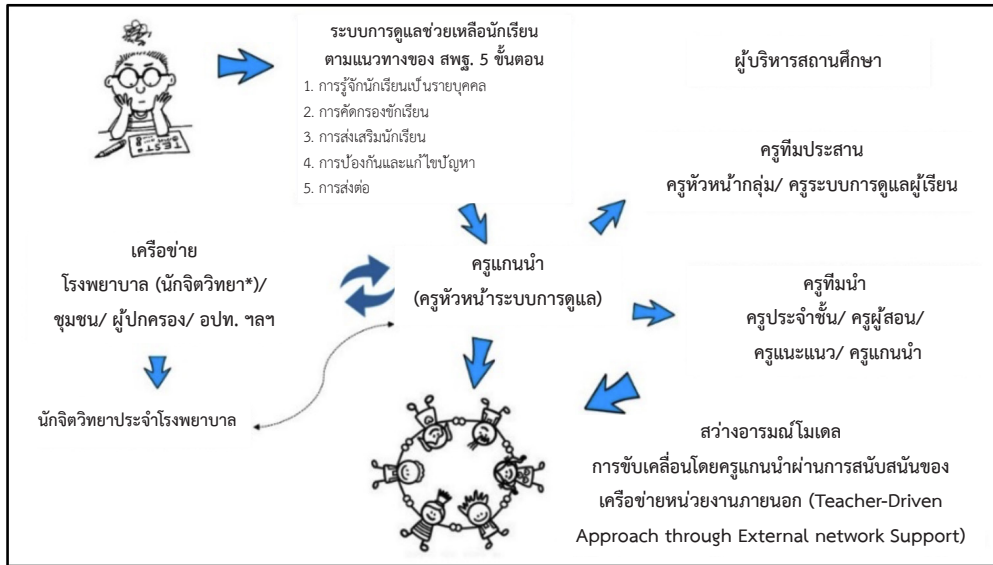 ระบบการดูแลช่วยเหลือนักเรียน
ตามแนวทางของ สพฐ. 5 ขั้นตอน
1. การรู้จักนักเรียนเป็นรายบุคคล
2. การคัดกรองขักเรียน
3. การส่งเสริมนักเรียน
4. การป้องกันและแก้ไขปัญหา
5. การส่งต่อ
ผู้บริหารสถานศึกษา
ครูทีมประสาน
ครูหัวหน้ากลุ่ม/ ครูระบบการดูแลผู้เรียน
เครือข่าย
โรงพยาบาล (นักจิตวิทยา*)/
ชุมชน/ ผู้ปกครอง/ อปท. ฯลฯ
ครูแกนนำ
(ครูหัวหน้าระบบการดูแล)
ครูทีมนำ
ครูประจำชั้น/ ครูผู้สอน/
ครูแนะแนว/ ครูแกนนำ
นักจิตวิทยาประจำโรงพยาบาล
สว่างอารมณ์โมเดล
การขับเคลื่อนโดยครูแกนนำผ่านการสนับสนุนของ
เครือข่ายหน่วยงานภายนอก (Teacher-Driven
Approach through External network Support)
TEST